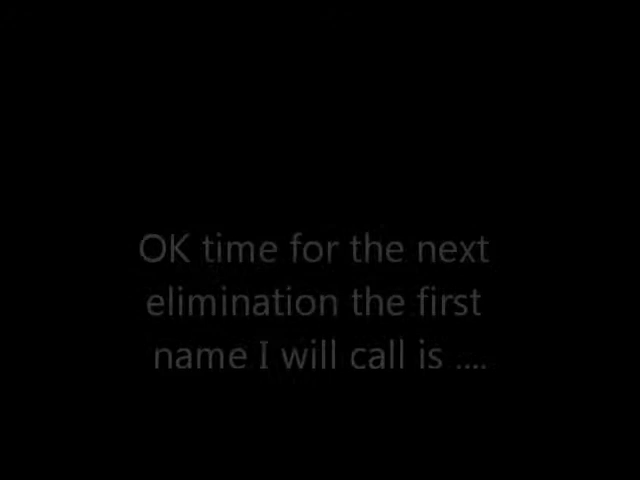 OK time for the next
elimination the first
name I will call is ....